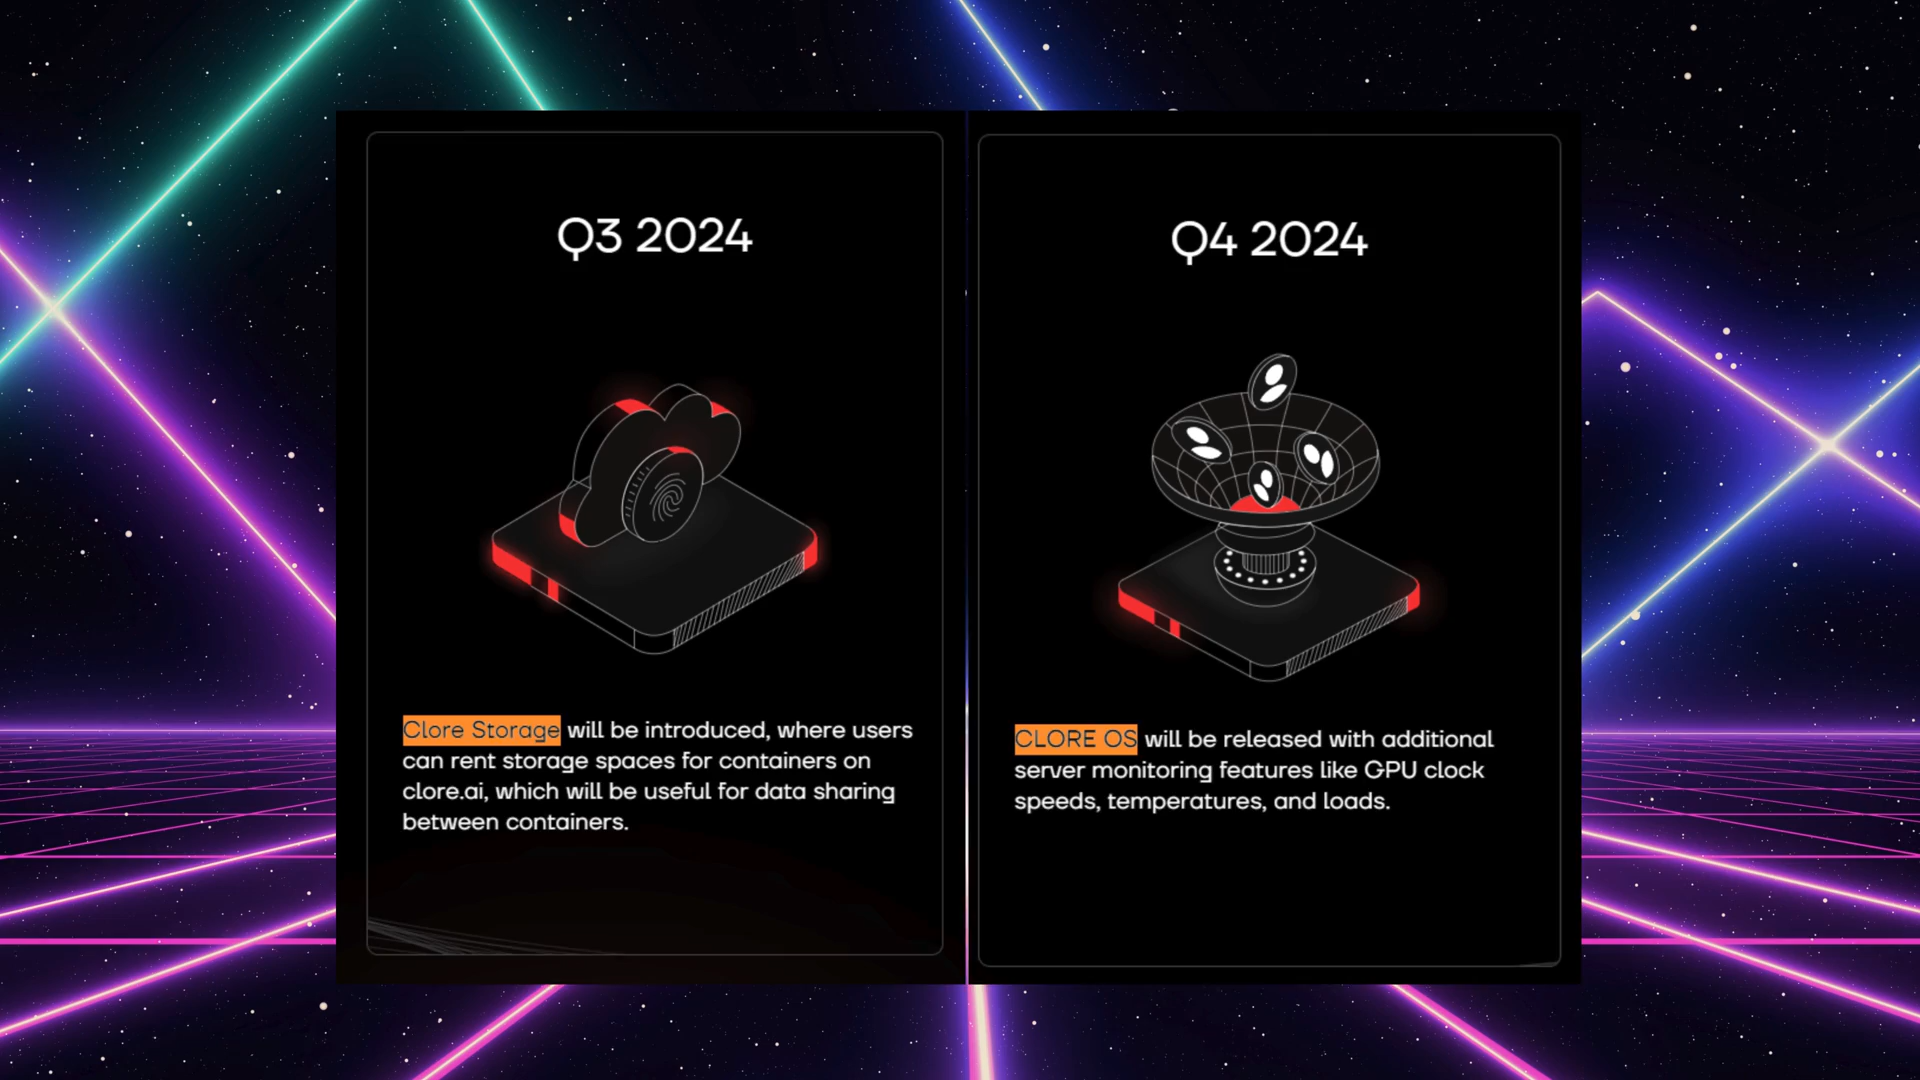 Q3 2024
Clore Storage will be introduced, where users
can rent storage spaces for containers on
clore.ai, which will be useful for data sharing
between containers.
Q4 2024
CLORE OS will be released with additional
server monitoring features like GPU clock
speeds, temperatures, and loads.